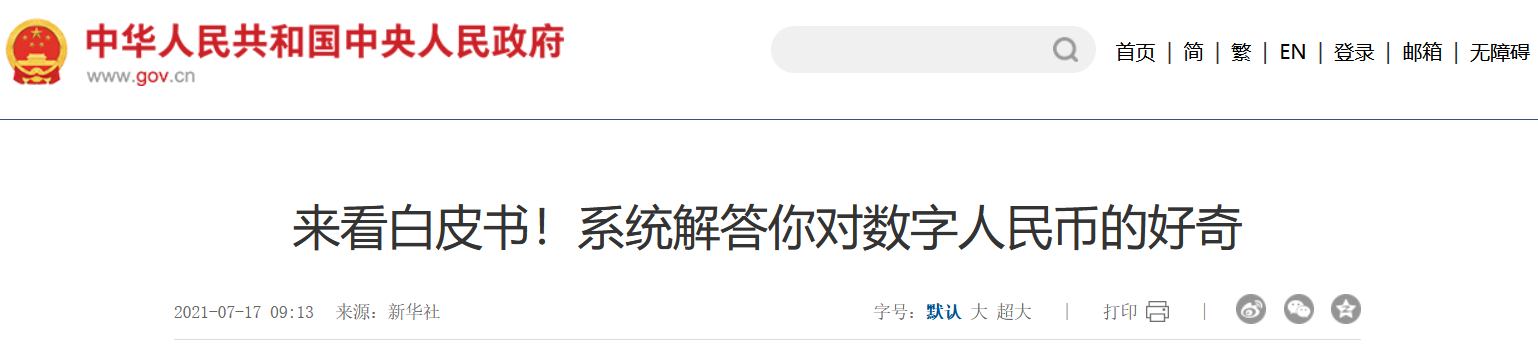 中华人民共和国中央人民政府
www.gov.cn
首页 | 简 | 繁 | EN | 登录 | 邮箱 | 无障碍
来看白皮书！系统解答你对数字人民币的好奇
2021-07-17 09:13 来源：新华社 字号：默认 大 超大 | 打印 |